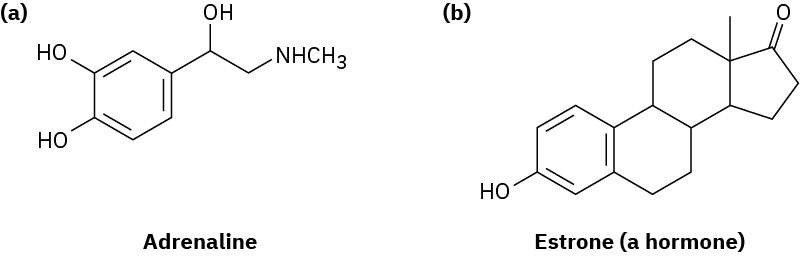 (a)
OH
HO
NHCH3
HO
Adrenaline
(b)
O
HO
Estrone (a hormone)